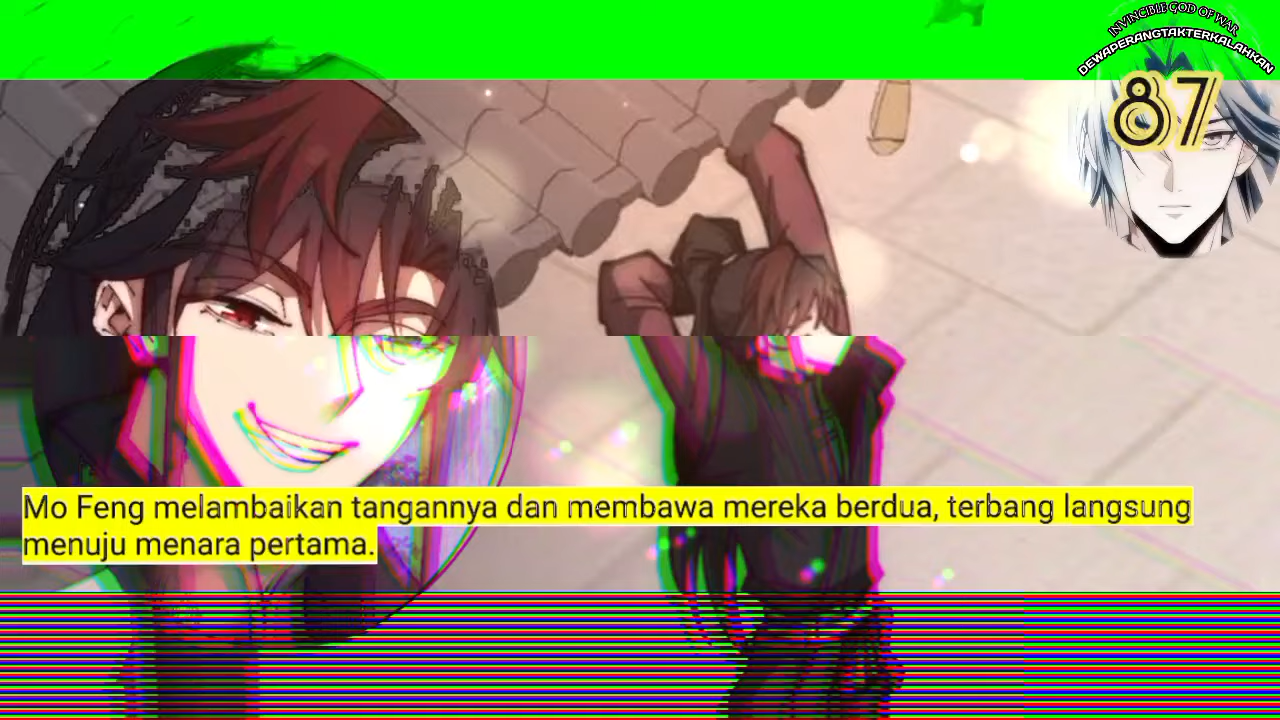 INVINCIBLE GOD OF WAR
DEWAPERANGTAKTERKALAHKAN
87
Mo Feng melambaikan tangannya dan membawa mereka berdua, terbang langsung
menuju menara pertama.